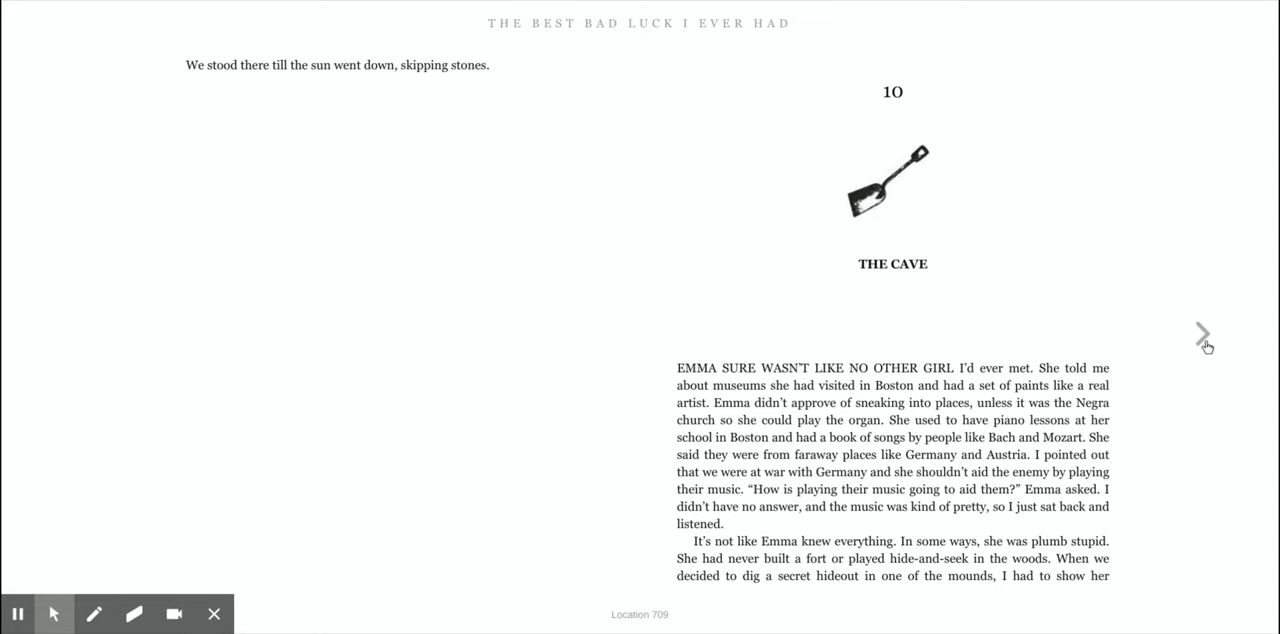 THE BEST BAD LUCK I EVER HAD
We stood there till the sun went down, skipping stones.
10
THE CAVE
EMMA SURE WASN’T LIKE NO OTHER GIRL I’d ever met. She told me
about museums she had visited in Boston and had a set of paints like a real
artist. Emma didn’t approve of sneaking into places, unless it was the Negra
church so she could play the organ. She used to have piano lessons at her
school in Boston and had a book of songs by people like Bach and Mozart. She
said they were from faraway places like Germany and Austria. I pointed out
that we were at war with Germany and she shouldn’t aid the enemy by playing
their music. “How is playing their music going to aid them?” Emma asked. I
didn’t have no answer, and the music was kind of pretty, so I just sat back and
listened.
It’s not like Emma knew everything. In some ways, she was plumb stupid.
She had never built a fort or played hide-and-seek in the woods. When we
decided to dig a secret hideout in one of the mounds, I had to show her
Location 709